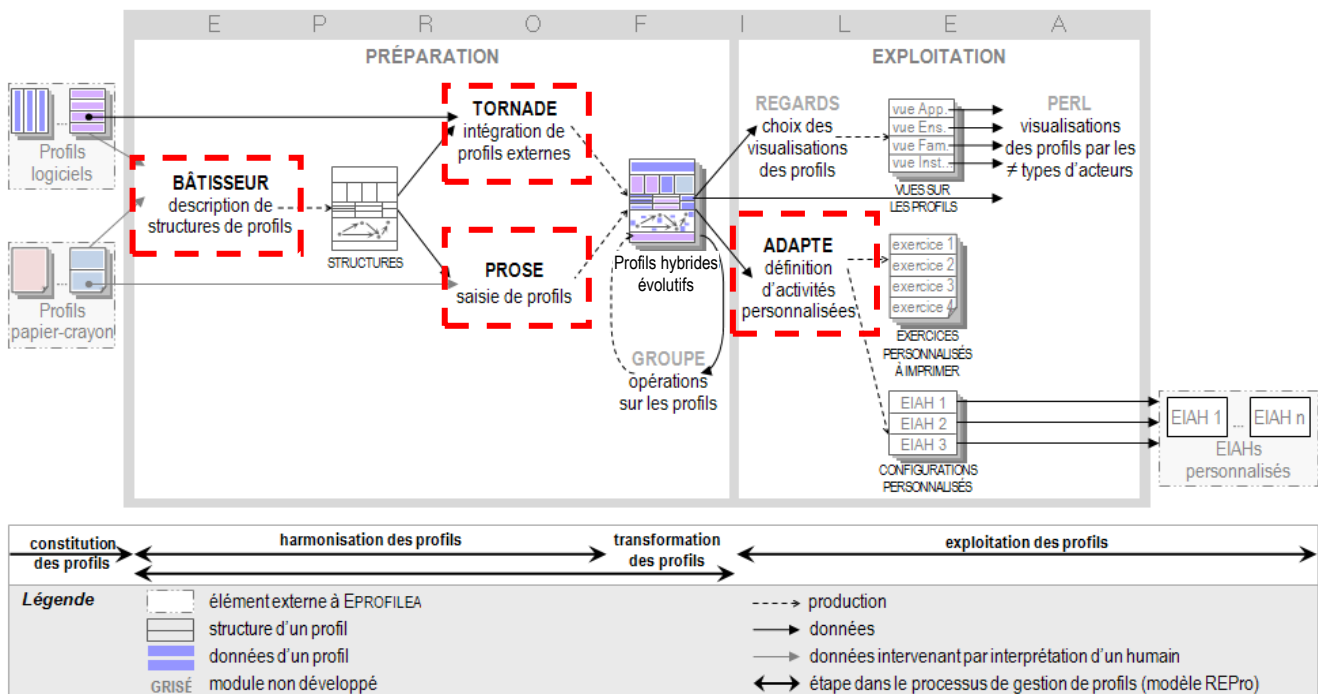 E P R O F I L E A
PRÉPARATION
EXPLOITATION
...
Profils
logiciels
...
Profils
papier-crayon
BÂTISSEUR
description de
structures de profils
STRUCTURES
TORNADE
intégration de
profils externes
PROSE
saisie de profils
Profils hybrides
évolutifs
GROUPE
opérations
sur les profils
REGARDS
choix des
visualisations
des profils
vue App.
vue Ens.
vue Fam.
vue Inst...
VUES SUR
LES PROFILS
PERL
visualisations
des profils par les
≠ types d'acteurs
ADAPTE
définition
d'activités
personnalisées
exercice 1
exercice 2
exercice 3
exercice 4
EXERCICES
PERSONNALISÉS
À IMPRIMER
EIAH 1
EIAH 2
EIAH 3
CONFIGURATIONS
PERSONNALISÉS
EIAH 1 ... EIAH n
EIAHs
personnalisés
constitution
des profils
harmonisation des profils
transformation
des profils
exploitation des profils
Légende
élément externe à EPROFILEA
structure d'un profil
données d'un profil
GRISÉ module non développé
production
données
données intervenant par interprétation d'un humain
étape dans le processus de gestion de profils (modèle REPro)